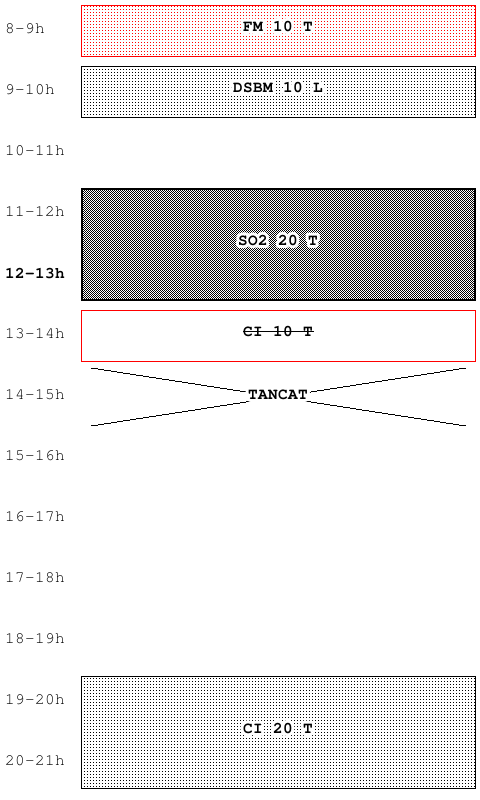 8-9h FM 10 T
9-10h DSBM 10 L
10-11h
11-12h
SO2 20 T
12-13h
13-14h CI 10 T
14-15h TANCAT
15-16h
16-17h
17-18h
18-19h
19-20h
CI 20 T
20-21h